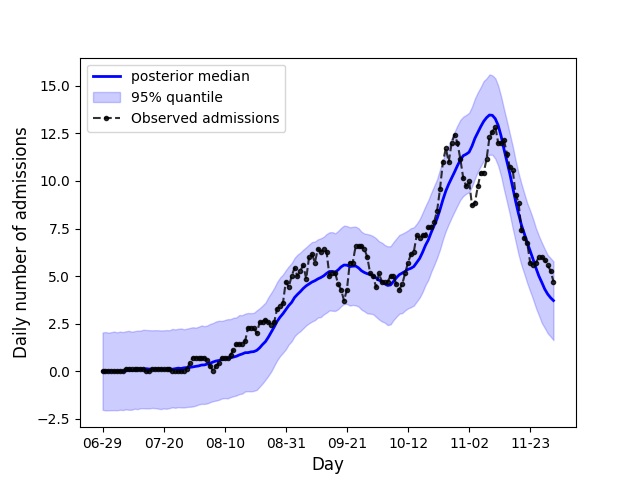 posterior median
95% quantile
Observed admissions
Daily number of admissions
15.0
12.5
10.0
7.5
5.0
2.5
0.0
−2.5
06-29 07-20 08-10 08-31 09-21 10-12 11-02 11-23
Day